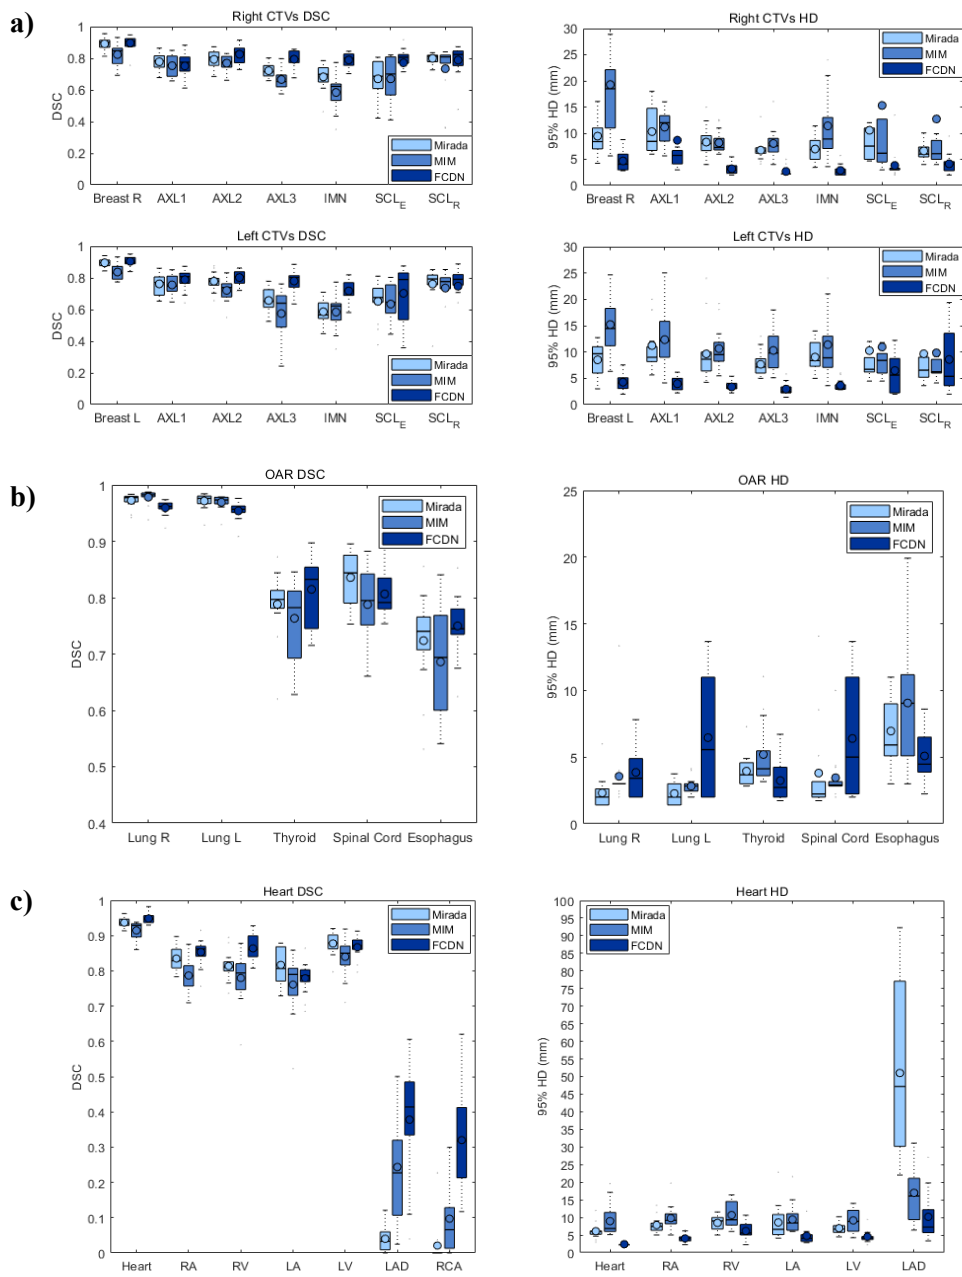 a)
Right CTVs DSC
DSC
1
0.8
0.6
0.4
0.2
0
Mirada
MIM
FCDN
Breast R AXL1 AXL2 AXL3 IMN SCL_E SCL_R
Right CTVs HD
95% HD (mm)
30
25
20
15
10
5
0
Mirada
MIM
FCDN
Breast R AXL1 AXL2 AXL3 IMN SCL_E SCL_R
Left CTVs DSC
DSC
1
0.8
0.6
0.4
0.2
0
Mirada
MIM
FCDN
Breast L AXL1 AXL2 AXL3 IMN SCL_E SCL_R
Left CTVs HD
95% HD (mm)
30
25
20
15
10
5
0
Mirada
MIM
FCDN
Breast L AXL1 AXL2 AXL3 IMN SCL_E SCL_R
b)
OAR DSC
DSC
1
0.9
0.8
0.7
0.6
0.5
0.4
Mirada
MIM
FCDN
Lung R Lung L Thyroid Spinal Cord Esophagus
OAR HD
95% HD (mm)
25
20
15
10
5
0
Mirada
MIM
FCDN
Lung R Lung L Thyroid Spinal Cord Esophagus
c)
Heart DSC
DSC
1
0.9
0.8
0.7
0.6
0.5
0.4
0.3
0.2
0.1
0
Mirada
MIM
FCDN
Heart RA RV LA LV LAD RCA
Heart HD
95% HD (mm)
100
95
90
85
80
75
70
65
60
55
50
45
40
35
30
25
20
15
10
5
0
Mirada
MIM
FCDN
Heart RA RV LA LV LAD